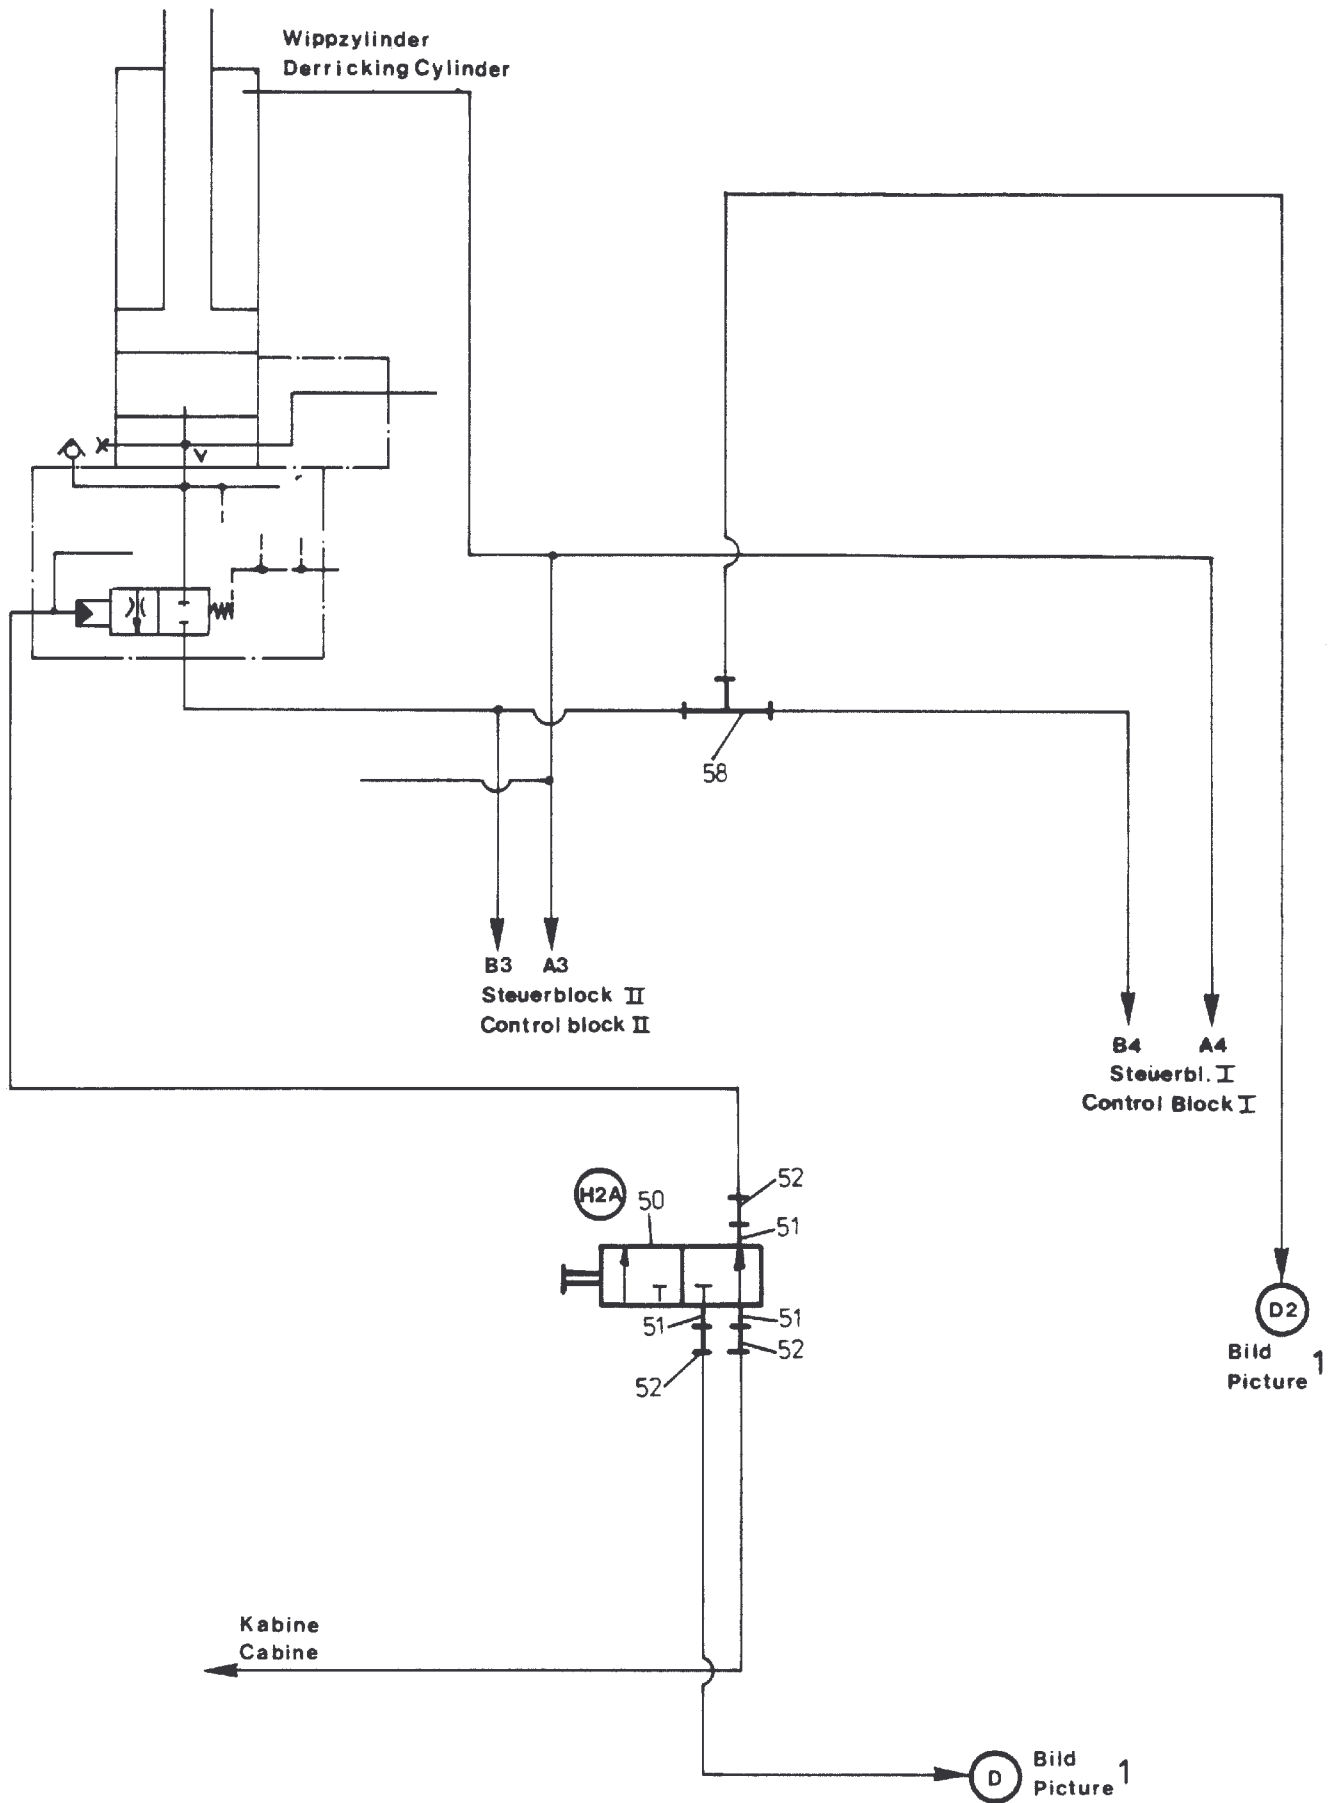 Wippzylinder
Derricking Cylinder
58
B3 A3
Steuerblock II
Control block II
B4 A4
Steuerbl. I
Control Block I
H2A
50
52
51
51
51
52
52
D2
Bild
Picture 1
Kabine
Cabine
D
Bild
Picture 1